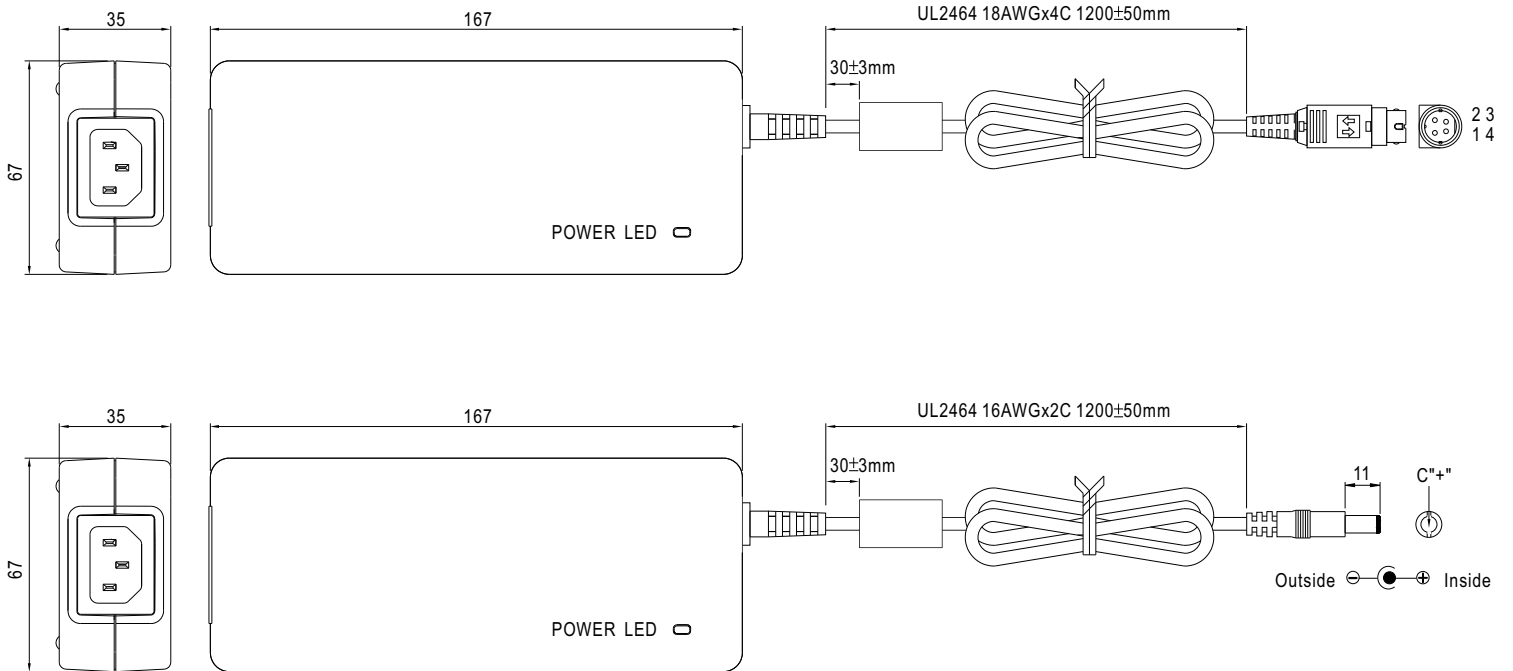 35
167
UL2464 18AWGx4C 1200±50mm
30±3mm
67
2 3
1 4
POWER LED
35
167
UL2464 16AWGx2C 1200±50mm
30±3mm
11
C"+"
67
Outside
Inside
POWER LED